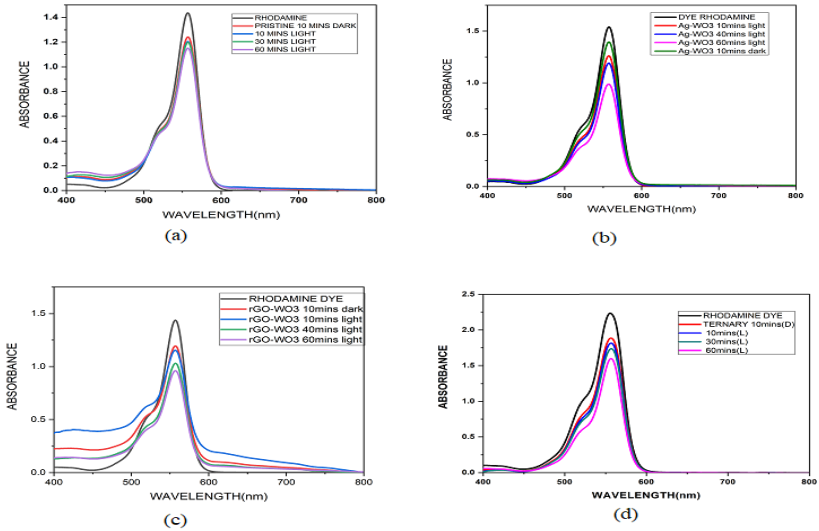 RHODAMINE
PRISTINE 10 MINS DARK
10 MINS LIGHT
30 MINS LIGHT
60 MINS LIGHT
ABSORBANCE
1.4
1.2
1.0
0.8
0.6
0.4
0.2
0.0
400 500 600 700 800
WAVELENGTH(nm)
(a)
DYE RHODAMINE
Ag-WO3 10mins light
Ag-WO3 40mins light
Ag-WO3 60mins light
Ag-WO3 10mins dark
ABSORBANCE
1.5
1.0
0.5
0.0
400 500 600 700 800
WAVELENGTH(nm)
(b)
RHODAMINE DYE
rGO-WO3 10mins dark
rGO-WO3 10mins light
rGO-WO3 40mins light
rGO-WO3 60mins light
ABSORBANCE
1.5
1.0
0.5
0.0
400 500 600 700 800
WAVELENGTH(nm)
(c)
RHODAMINE DYE
TERNARY 10mins(D)
10mins(L)
30mins(L)
60mins(L)
ABSORBANCE
2.5
2.0
1.5
1.0
0.5
0.0
400 500 600 700 800
WAVELENGTH(nm)
(d)